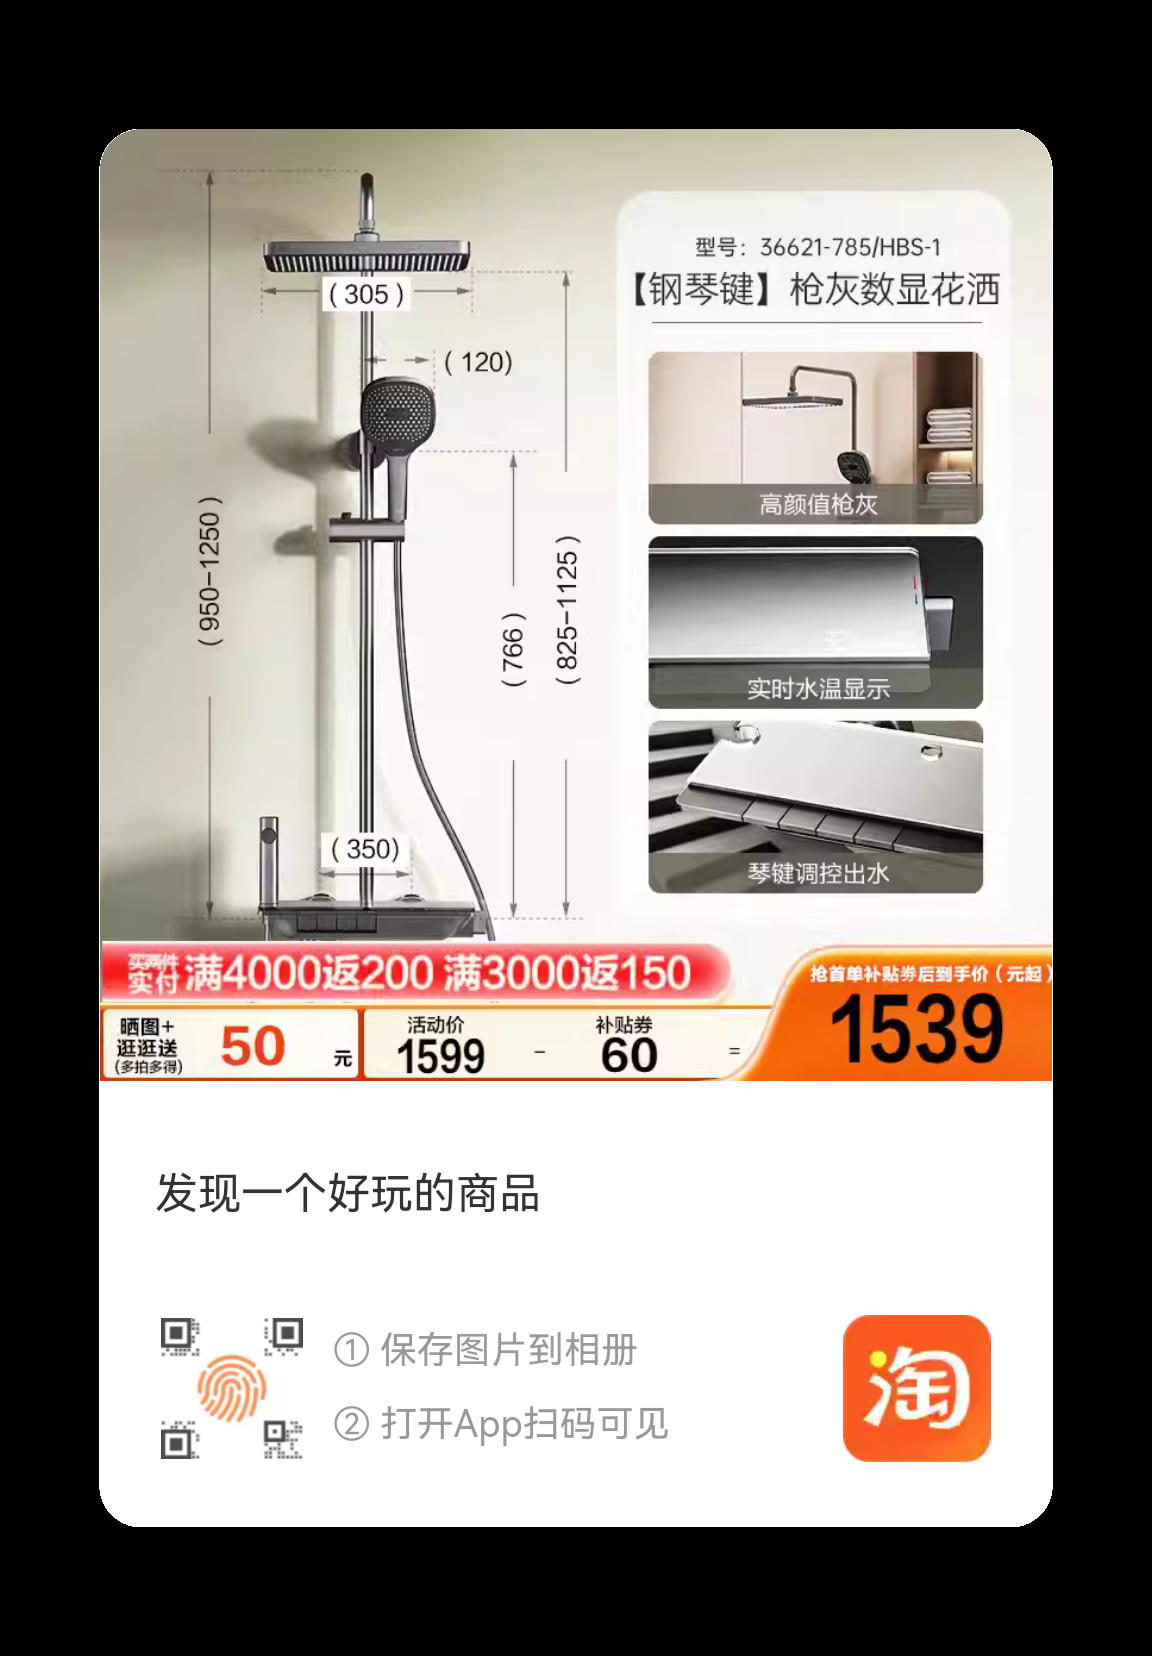 型号：36621-785/HBS-1
【钢琴键】枪灰数显花洒
(305)
(120)
(950-1250)
(766)
(825-1125)
(350)
高颜值枪灰
实时水温显示
琴键调控出水
买两件
实付
满4000返200 满3000返150
抢首单补贴券后到手价（元起）
1539
晒图+
逛逛送
(多拍多得)
50
元
活动价
1599
-
补贴券
60
=
发现一个好玩的商品
① 保存图片到相册
② 打开App扫码可见
淘